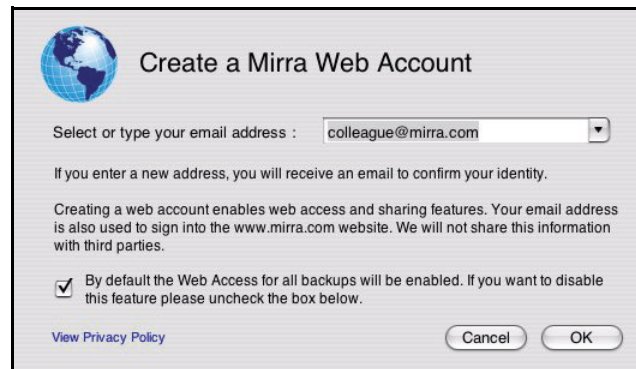 Create a Mirra Web Account
Select or type your email address : colleague@mirra.com
If you enter a new address, you will receive an email to confirm your identity.
Creating a web account enables web access and sharing features. Your email address
is also used to sign into the www.mirra.com website. We will not share this information
with third parties.
By default the Web Access for all backups will be enabled. If you want to disable
this feature please uncheck the box below.
View Privacy Policy Cancel OK